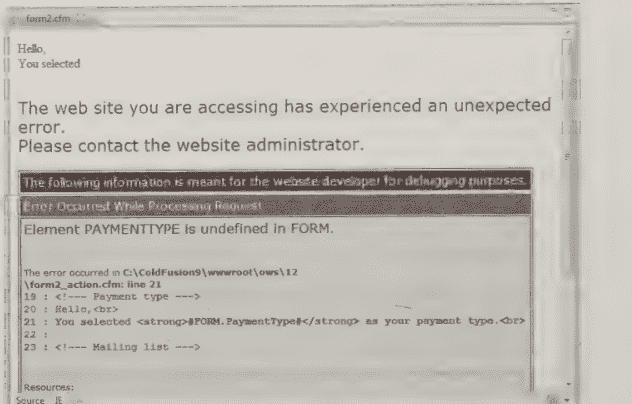 form2.cfm
Hello,
You selected
The web site you are accessing has experienced an unexpected
error.
Please contact the website administrator.
The following information is meant for the website developer for debugging purposes.
Error Occurred While Processing Request
Element PAYMENTTYPE is undefined in FORM.
The error occurred in C:\ColdFusion9\wwwroot\ows\12
\form2_action.cfm: line 21
19 : <!--- Payment type --->
20 : Hello,<br>
21 : You selected <strong>#FORM.PaymentType#</strong> as your payment type.<br>
22 :
23 : <!--- Mailing list --->
Resources:
Source IE